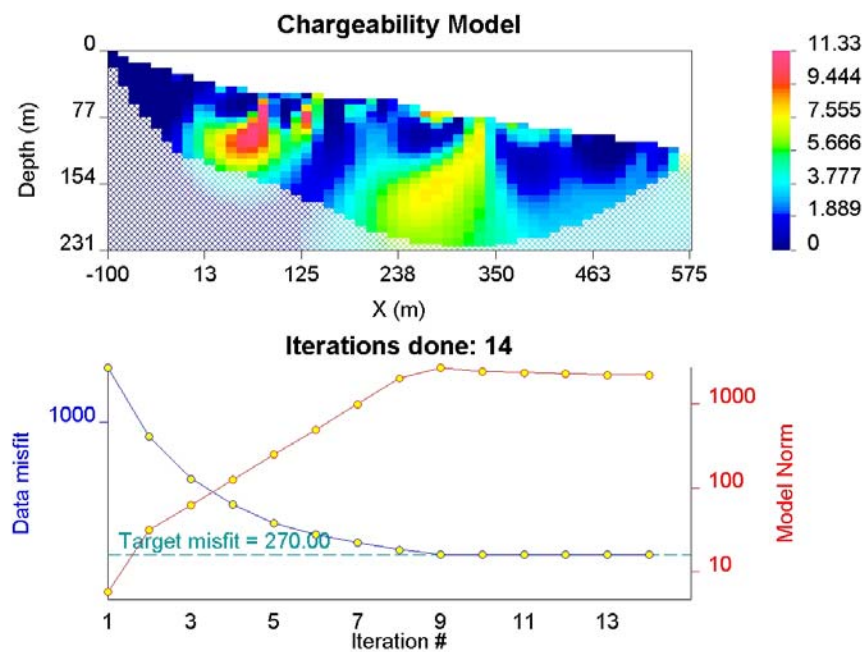 Chargeability Model
0
77
154
231
Depth (m)
-100 13 125 238 350 463 575
X (m)
11.33
9.444
7.555
5.6666
3.777
1.889
0
Iterations done: 14
1000
Data misfit
Target misfit = 270.00
1000
100
10
Model Norm
1 3 5 7 9 11 13
Iteration #